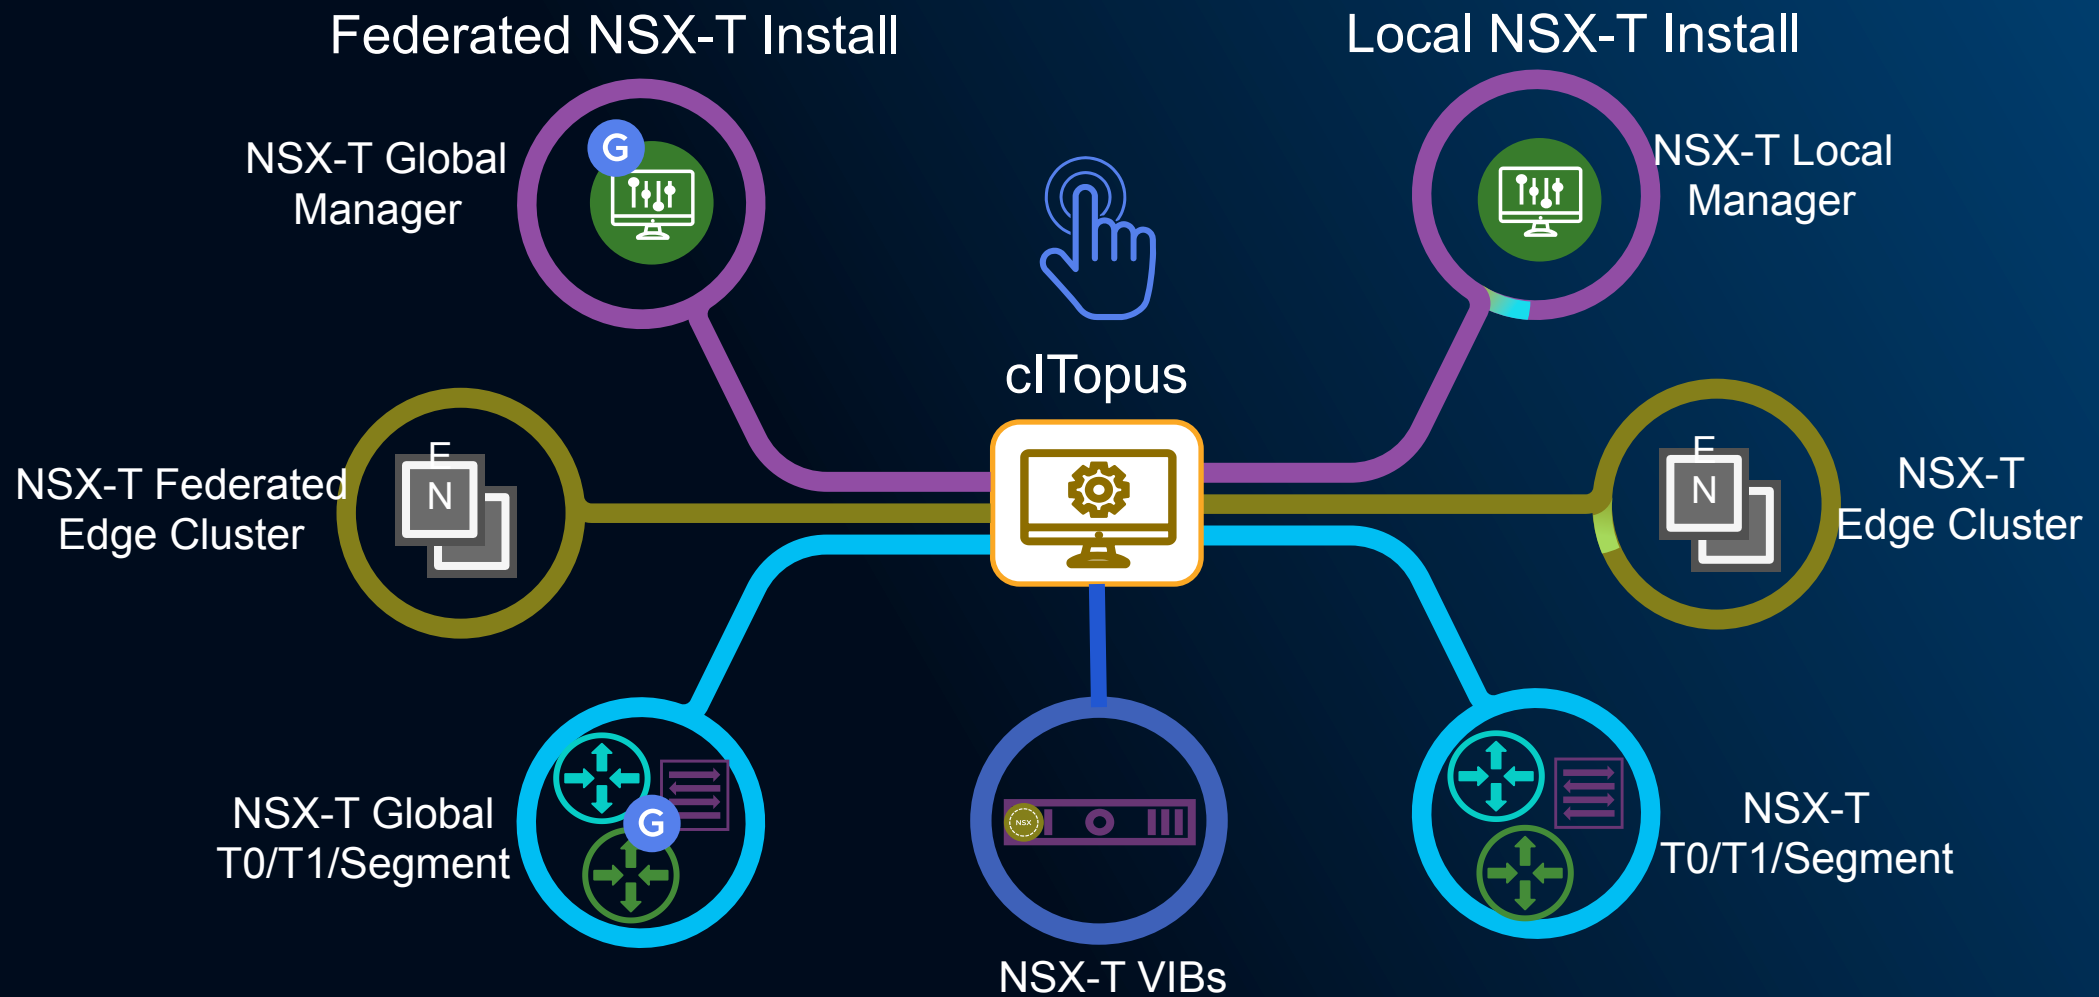 Federated NSX-T Install
Local NSX-T Install
NSX-T Global
Manager
G
NSX-T Local
Manager
cITopus
NSX-T Federated
Edge Cluster
E
N
E
N
NSX-T
Edge Cluster
NSX-T Global
T0/T1/Segment
G
NSX
NSX-T VIBs
NSX-T
T0/T1/Segment